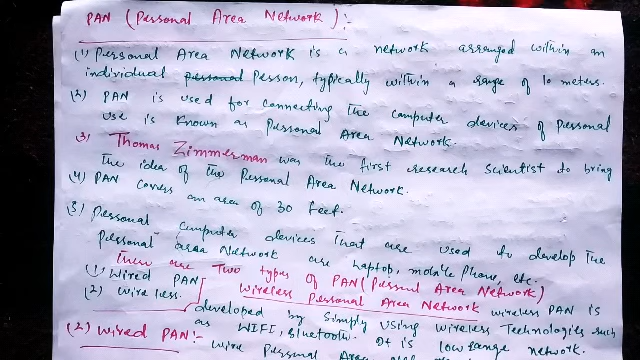 PAN (Personal Area Network):-
(1) Personal Area Network is a network arranged within an
individual personal Person, typically within a range of 10 meters.
(2) PAN is used for connecting the computer devices of personal
use is known as Personal Area Network.
(3) Thomas Zimmerman was the first research scientist to bring
the idea of the Personal Area Network.
(4) PAN covers an area of 30 feet.
(5) Personal computer devices that are used to develop the
personal area Network are laptop, mobile phone, etc.
There are Two types of PAN (Personal Area Network)
(1) Wired PAN
(2) Wireless.
Wireless Personal Area Network wireless PAN is
developed by simply using wireless Technologies such
as WIFI, Bluetooth. It is low range network.
(2) Wired PAN:-
Wire Personal Area